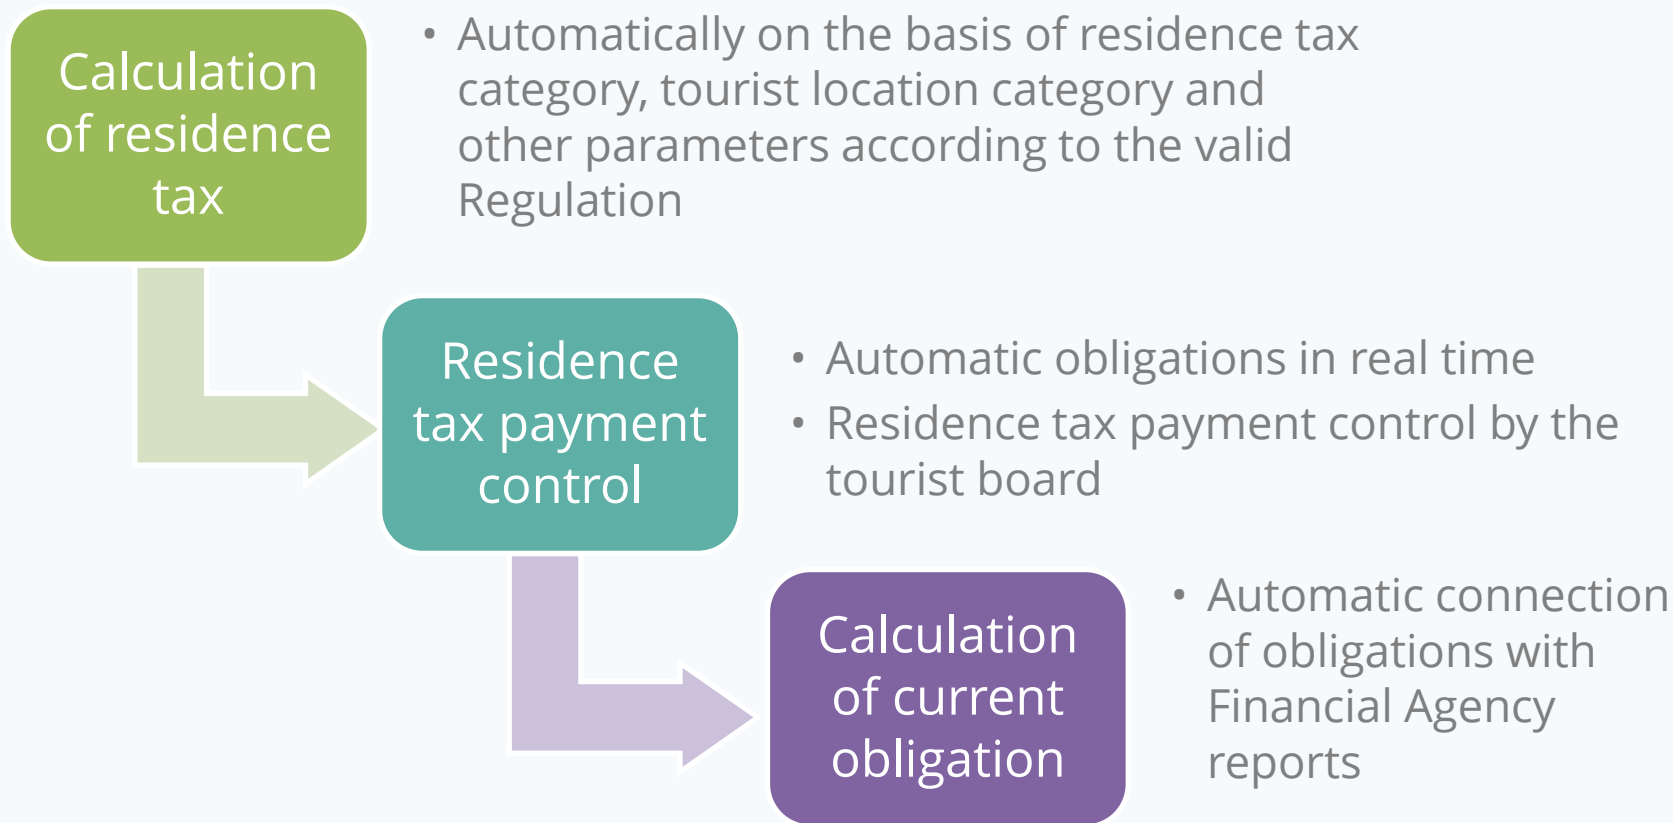 Calculation
of residence
tax
• Automatically on the basis of residence tax
category, tourist location category and
other parameters according to the valid
Regulation
Residence
tax payment
control
• Automatic obligations in real time
• Residence tax payment control by the
tourist board
Calculation
of current
obligation
• Automatic connection
of obligations with
Financial Agency
reports